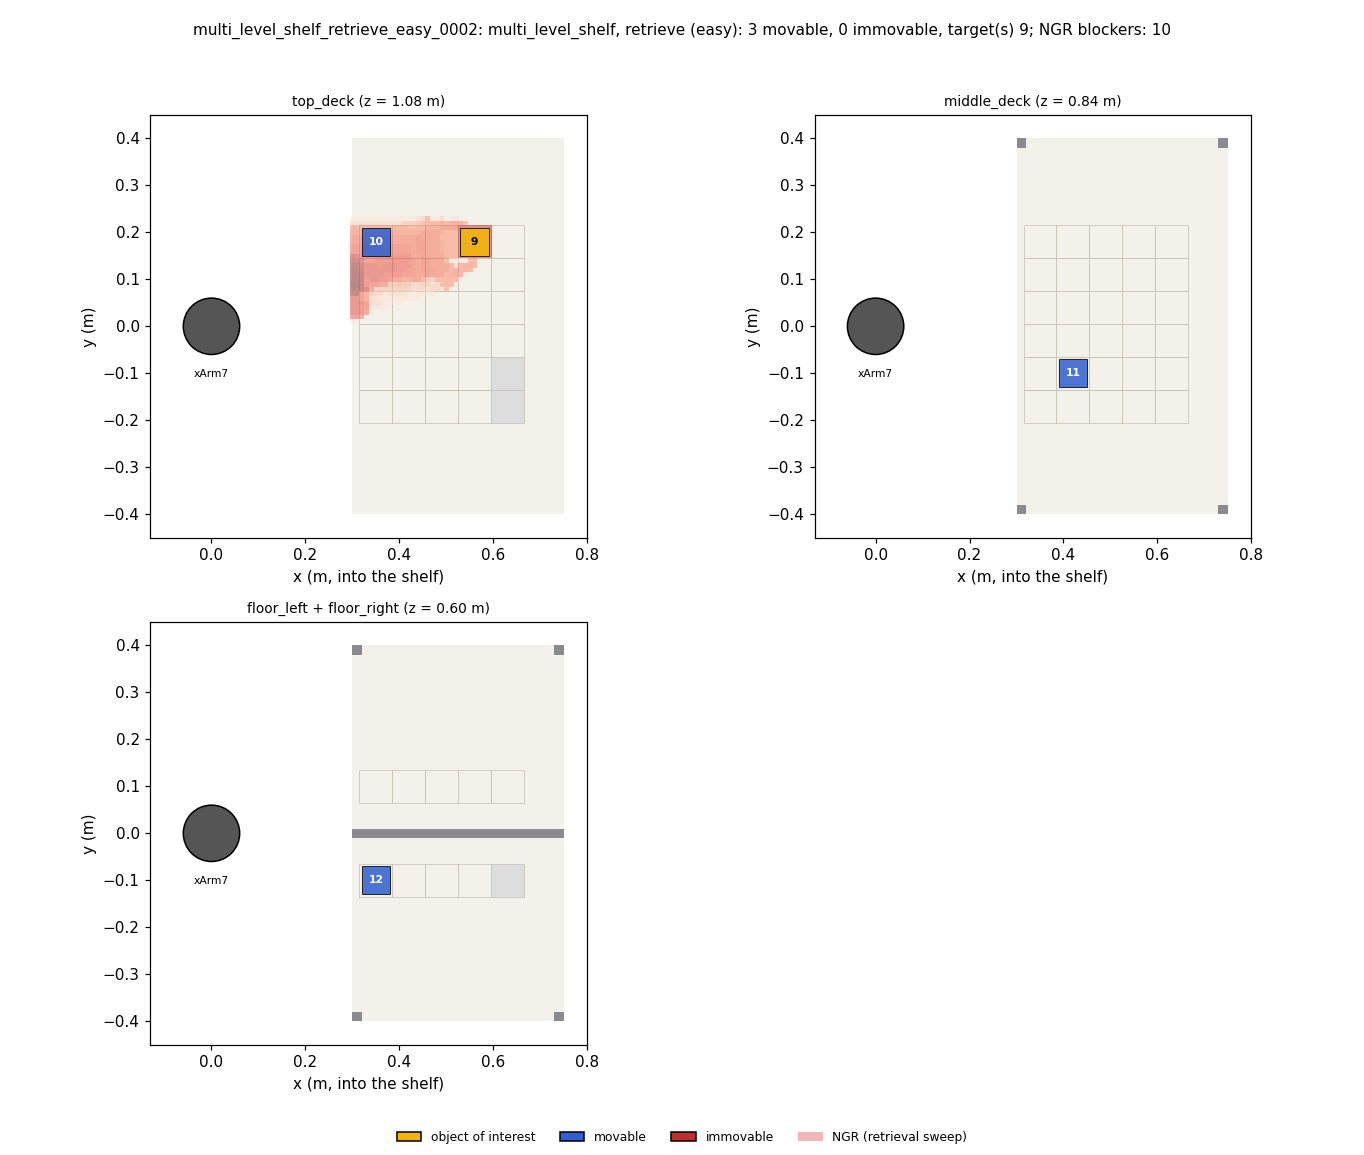 multi_level_shelf_retrieve_easy_0002: multi_level_shelf, retrieve (easy): 3 movable, 0 immovable, target(s) 9; NGR blockers: 10
top_deck (z = 1.08 m)
0.4
0.3
0.2
0.1
0.0
−0.1
−0.2
−0.3
−0.4
y (m)
10
9
xArm7
0.0
0.2
0.4
0.6
0.8
x (m, into the shelf)
middle_deck (z = 0.84 m)
0.4
0.3
0.2
0.1
0.0
−0.1
−0.2
−0.3
−0.4
y (m)
11
xArm7
0.0
0.2
0.4
0.6
0.8
x (m, into the shelf)
floor_left + floor_right (z = 0.60 m)
0.4
0.3
0.2
0.1
0.0
−0.1
−0.2
−0.3
−0.4
y (m)
12
xArm7
0.0
0.2
0.4
0.6
0.8
x (m, into the shelf)
object of interest
movable
immovable
NGR (retrieval sweep)